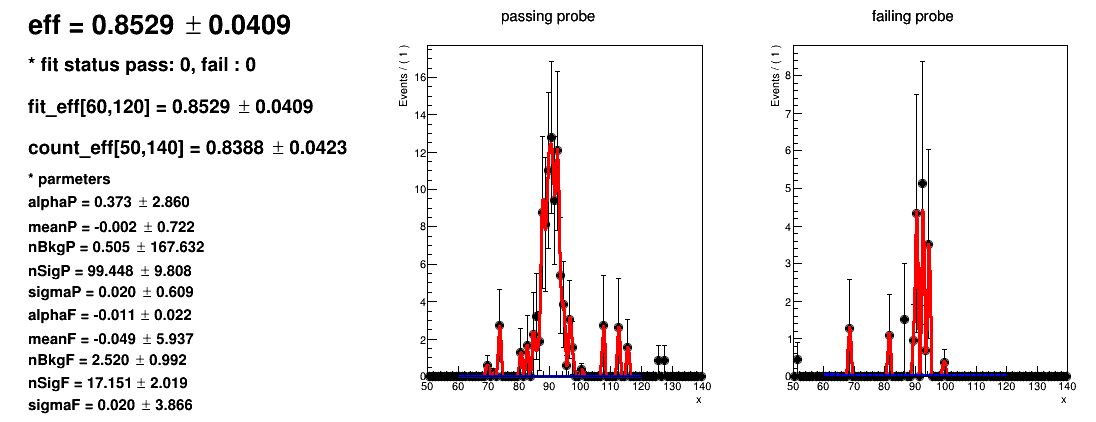 eff = 0.8529 ± 0.0409
* fit status pass: 0, fail : 0
fit_eff[60,120] = 0.8529 ± 0.0409
count_eff[50,140] = 0.8388 ± 0.0423
* parmeters
alphaP = 0.373 ± 2.860
meanP = -0.002 ± 0.722
nBkgP = 0.505 ± 167.632
nSigP = 99.448 ± 9.808
sigmaP = 0.020 ± 0.609
alphaF = -0.011 ± 0.022
meanF = -0.049 ± 5.937
nBkgF = 2.520 ± 0.992
nSigF = 17.151 ± 2.019
sigmaF = 0.020 ± 3.866
passing probe
Events / ( 1 )
16
14
12
10
8
6
4
2
0
50 60 70 80 90 100 110 120 130 140
x
failing probe
Events / ( 1 )
8
7
6
5
4
3
2
1
0
50 60 70 80 90 100 110 120 130 140
x